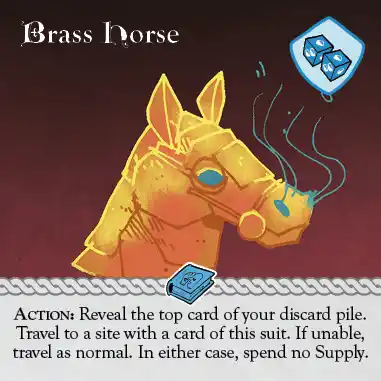 Brass Horse
ACTION: Reveal the top card of your discard pile.
Travel to a site with a card of this suit. If unable,
travel as normal. In either case, spend no Supply.